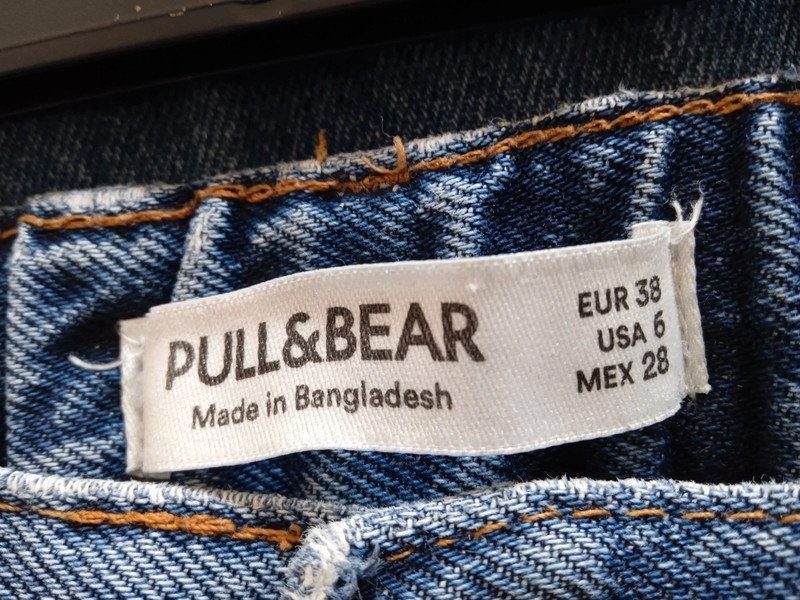 PULL&BEAR
Made in Bangladesh
EUR 38
USA 6
MEX 28